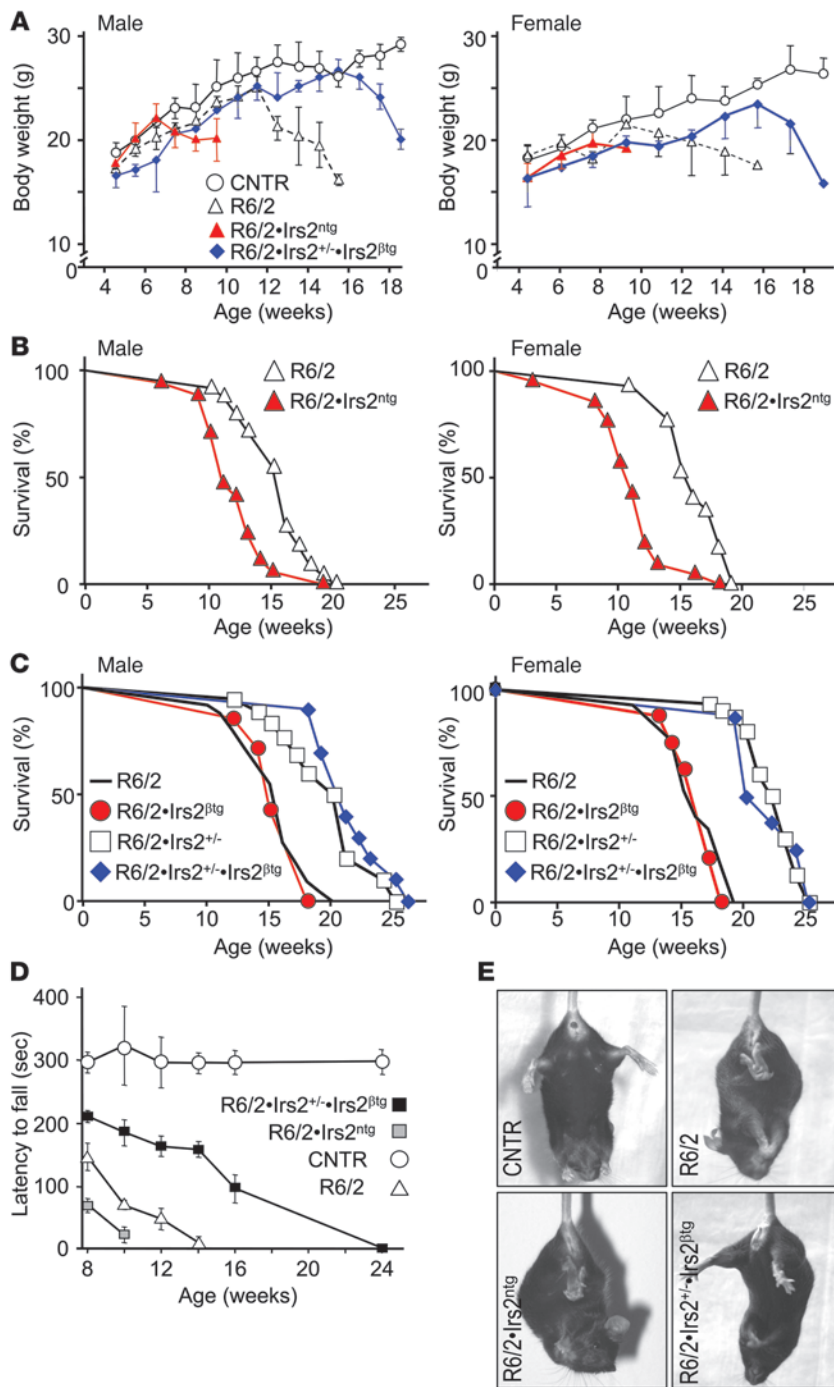 A
Male
Female
Body weight (g)
30
20
10
0
CNTR
R6/2
R6/2•Irs2ⁿᵗᵍ
R6/2•Irs2⁺/⁻•Irs2ᵝᵗᵍ
4 6 8 10 12 14 16 18
Age (weeks)
Body weight (g)
30
20
10
0
4 6 8 10 12 14 16 18
Age (weeks)
B
Male
Female
Survival (%)
100
50
0
R6/2
R6/2•Irs2ⁿᵗᵍ
0 5 10 15 20 25
Age (weeks)
Survival (%)
100
50
0
R6/2
R6/2•Irs2ⁿᵗᵍ
0 5 10 15 20 25
Age (weeks)
C
Male
Female
Survival (%)
100
50
0
R6/2
R6/2•Irs2ᵝᵗᵍ
R6/2•Irs2⁺/⁻
R6/2•Irs2⁺/⁻•Irs2ᵝᵗᵍ
0 5 10 15 20 25
Age (weeks)
Survival (%)
100
50
0
R6/2
R6/2•Irs2ᵝᵗᵍ
R6/2•Irs2⁺/⁻
R6/2•Irs2⁺/⁻•Irs2ᵝᵗᵍ
0 5 10 15 20 25
Age (weeks)
D
Latency to fall (sec)
400
300
200
100
0
R6/2•Irs2⁺/⁻•Irs2ᵝᵗᵍ
R6/2•Irs2ⁿᵗᵍ
CNTR
R6/2
8 12 16 20 24
Age (weeks)
E
CNTR
R6/2
R6/2•Irs2ⁿᵗᵍ
R6/2•Irs2⁺/⁻•Irs2ᵝᵗᵍ